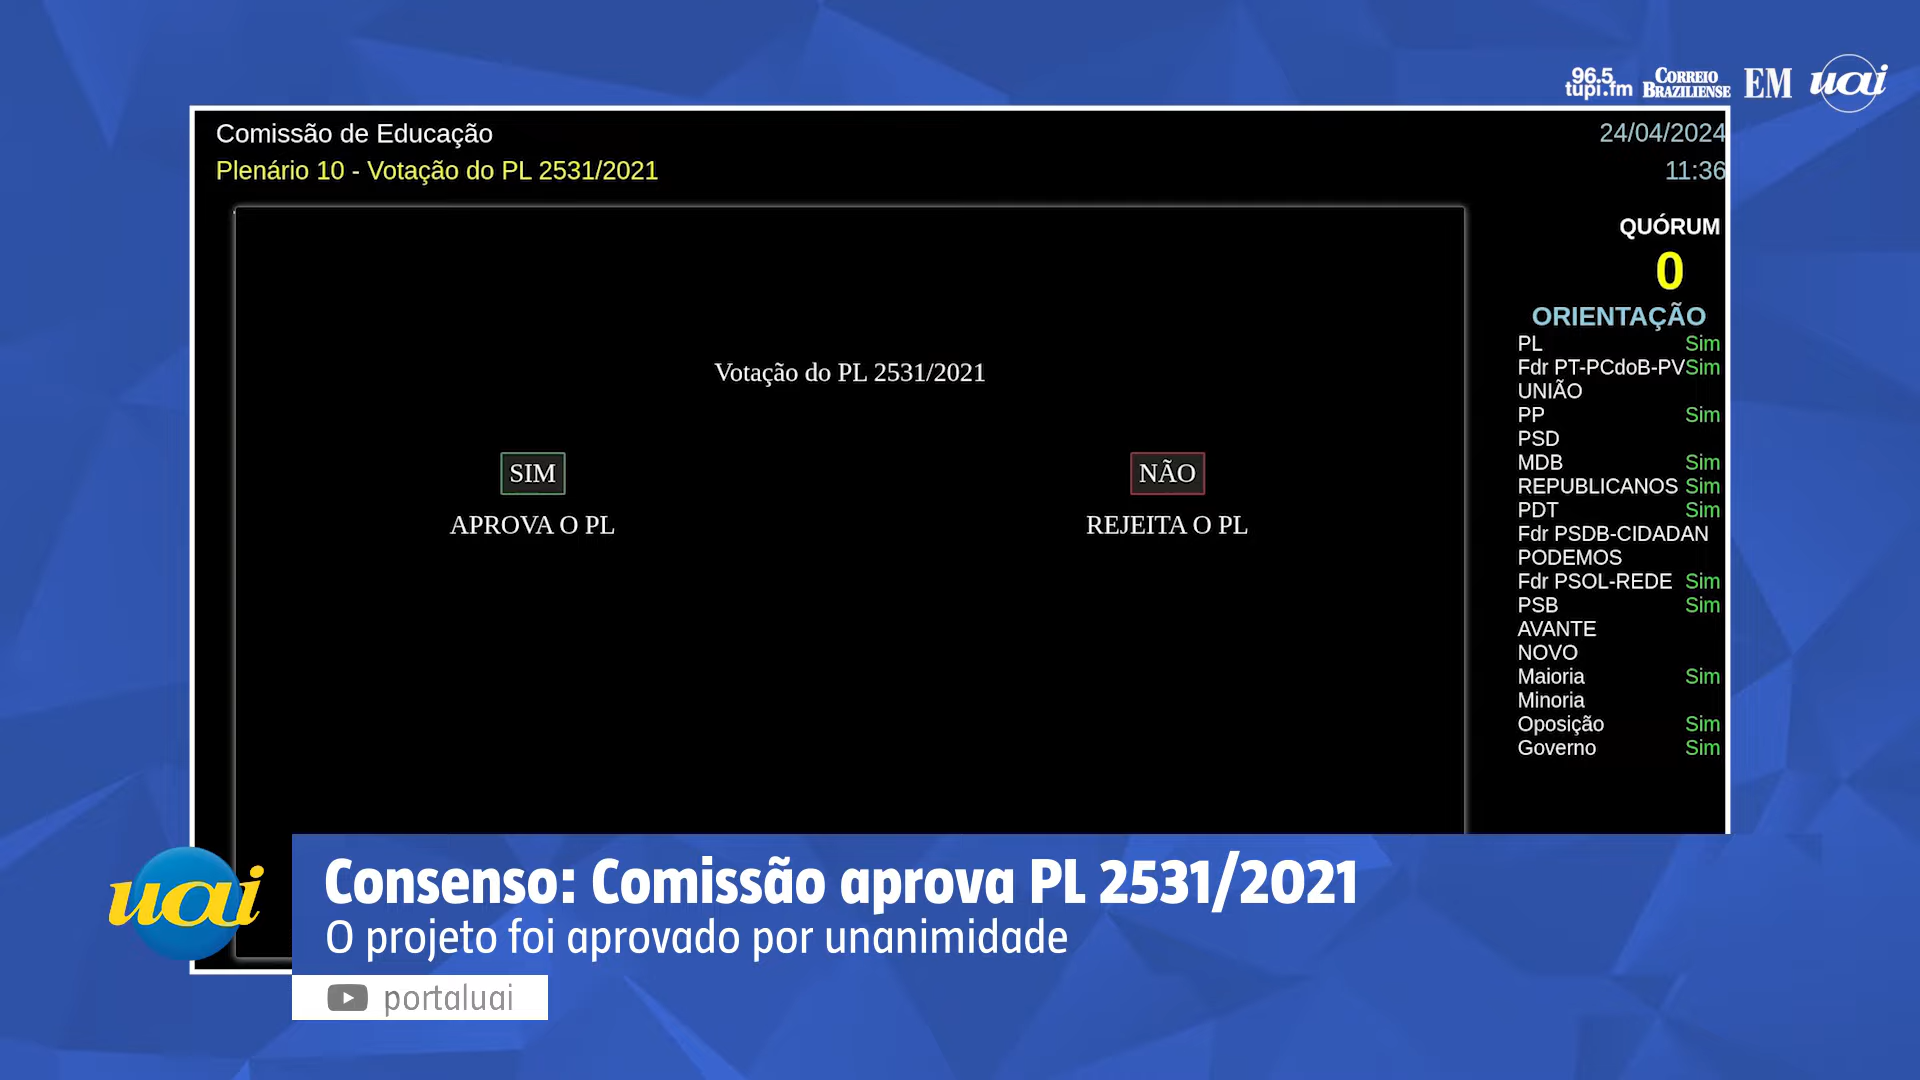 96.5
tupi.fm
CORREIO
BRAZILIENSE
EM
uai
Comissão de Educação
24/04/2024
Plenário 10 - Votação do PL 2531/2021
11:36
QUÓRUM
0
ORIENTAÇÃO
PL Sim
Fdr PT-PCdoB-PV Sim
UNIÃO
PP Sim
PSD
MDB Sim
REPUBLICANOS Sim
PDT Sim
Fdr PSDB-CIDADAN
PODEMOS
Fdr PSOL-REDE Sim
PSB Sim
AVANTE
NOVO
Maioria Sim
Minoria
Oposição Sim
Governo Sim
Votação do PL 2531/2021
SIM
APROVA O PL
NÃO
REJEITA O PL
uai
Consenso: Comissão aprova PL 2531/2021
O projeto foi aprovado por unanimidade
portaluai